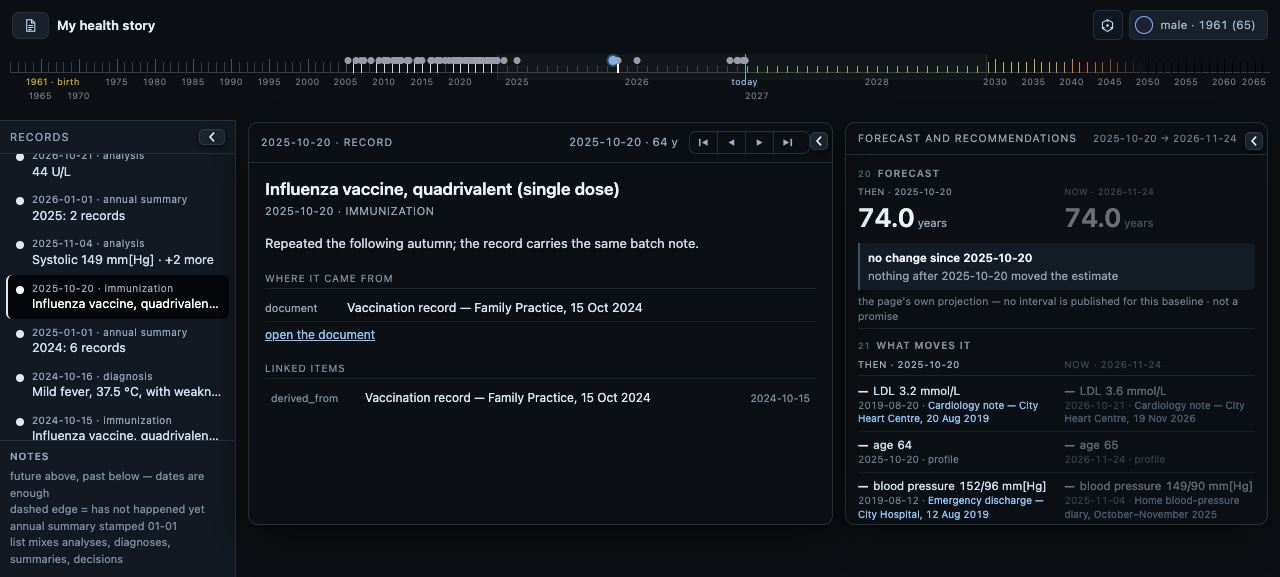 My health story
male · 1961 (65)
1961 · birth
1975
1980
1985
1990
1995
2000
2005
2010
2015
2020
2025
2026
today
2028
2030
2035
2040
2045
2050
2055
2060
2065
1965
1970
2027
RECORDS
2026-10-21 · analysis
44 U/L
2026-01-01 · annual summary
2025: 2 records
2025-11-04 · analysis
Systolic 149 mm[Hg] · +2 more
2025-10-20 · immunization
Influenza vaccine, quadrivalen...
2025-01-01 · annual summary
2024: 6 records
2024-10-16 · diagnosis
Mild fever, 37.5 °C, with weakn...
2024-10-15 · immunization
Influenza vaccine, quadrivalen...
NOTES
future above, past below — dates are
enough
dashed edge = has not happened yet
annual summary stamped 01-01
list mixes analyses, diagnoses,
summaries, decisions
2025-10-20 · RECORD
2025-10-20 · 64 y
Influenza vaccine, quadrivalent (single dose)
2025-10-20 · IMMUNIZATION
Repeated the following autumn; the record carries the same batch note.
WHERE IT CAME FROM
document Vaccination record — Family Practice, 15 Oct 2024
open the document
LINKED ITEMS
derived_from Vaccination record — Family Practice, 15 Oct 2024 2024-10-15
FORECAST AND RECOMMENDATIONS 2025-10-20 → 2026-11-24
20 FORECAST
THEN · 2025-10-20 NOW · 2026-11-24
74.0 years 74.0 years
no change since 2025-10-20
nothing after 2025-10-20 moved the estimate
the page's own projection — no interval is published for this baseline · not a
promise
21 WHAT MOVES IT
THEN · 2025-10-20 NOW · 2026-11-24
— LDL 3.2 mmol/L — LDL 3.6 mmol/L
2019-08-20 · Cardiology note — City 2026-10-21 · Cardiology note — City
Heart Centre, 20 Aug 2019 Heart Centre, 19 Nov 2026
— age 64 — age 65
2025-10-20 · profile 2026-11-24 · profile
— blood pressure 152/96 mm[Hg] — blood pressure 149/90 mm[Hg]
2019-08-12 · Emergency discharge — 2025-11-04 · Home blood-pressure
City Hospital, 12 Aug 2019 diary, October–November 2025